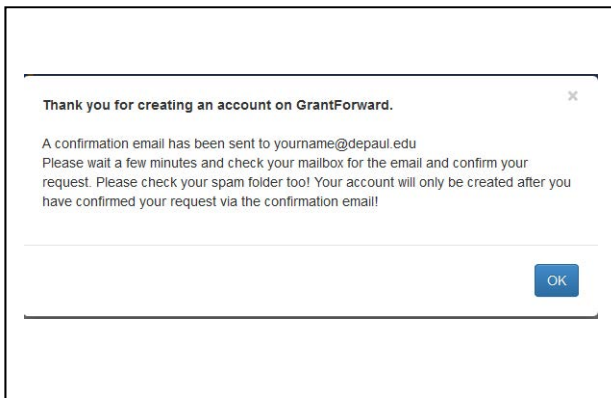 Thank you for creating an account on GrantForward.
×
A confirmation email has been sent to yourname@depaul.edu
Please wait a few minutes and check your mailbox for the email and confirm your
request. Please check your spam folder too! Your account will only be created after you
have confirmed your request via the confirmation email!
OK